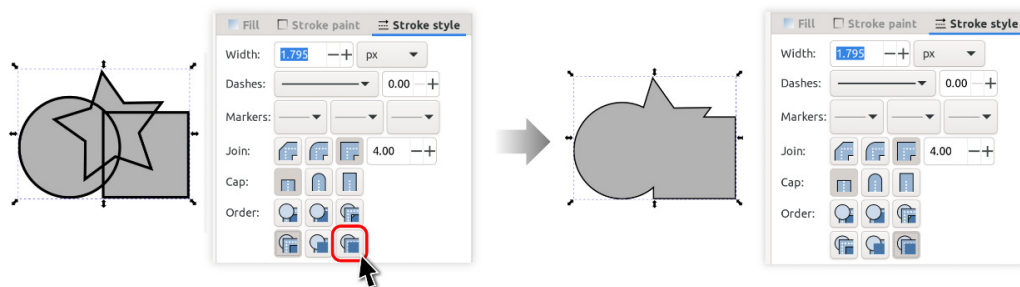 Fill Stroke paint Stroke style
Width: 1.795 px
Dashes: 0.00
Markers:
Join: 4.00
Cap:
Order:
Fill Stroke paint Stroke style
Width: 1.795 px
Dashes: 0.00
Markers:
Join: 4.00
Cap:
Order: